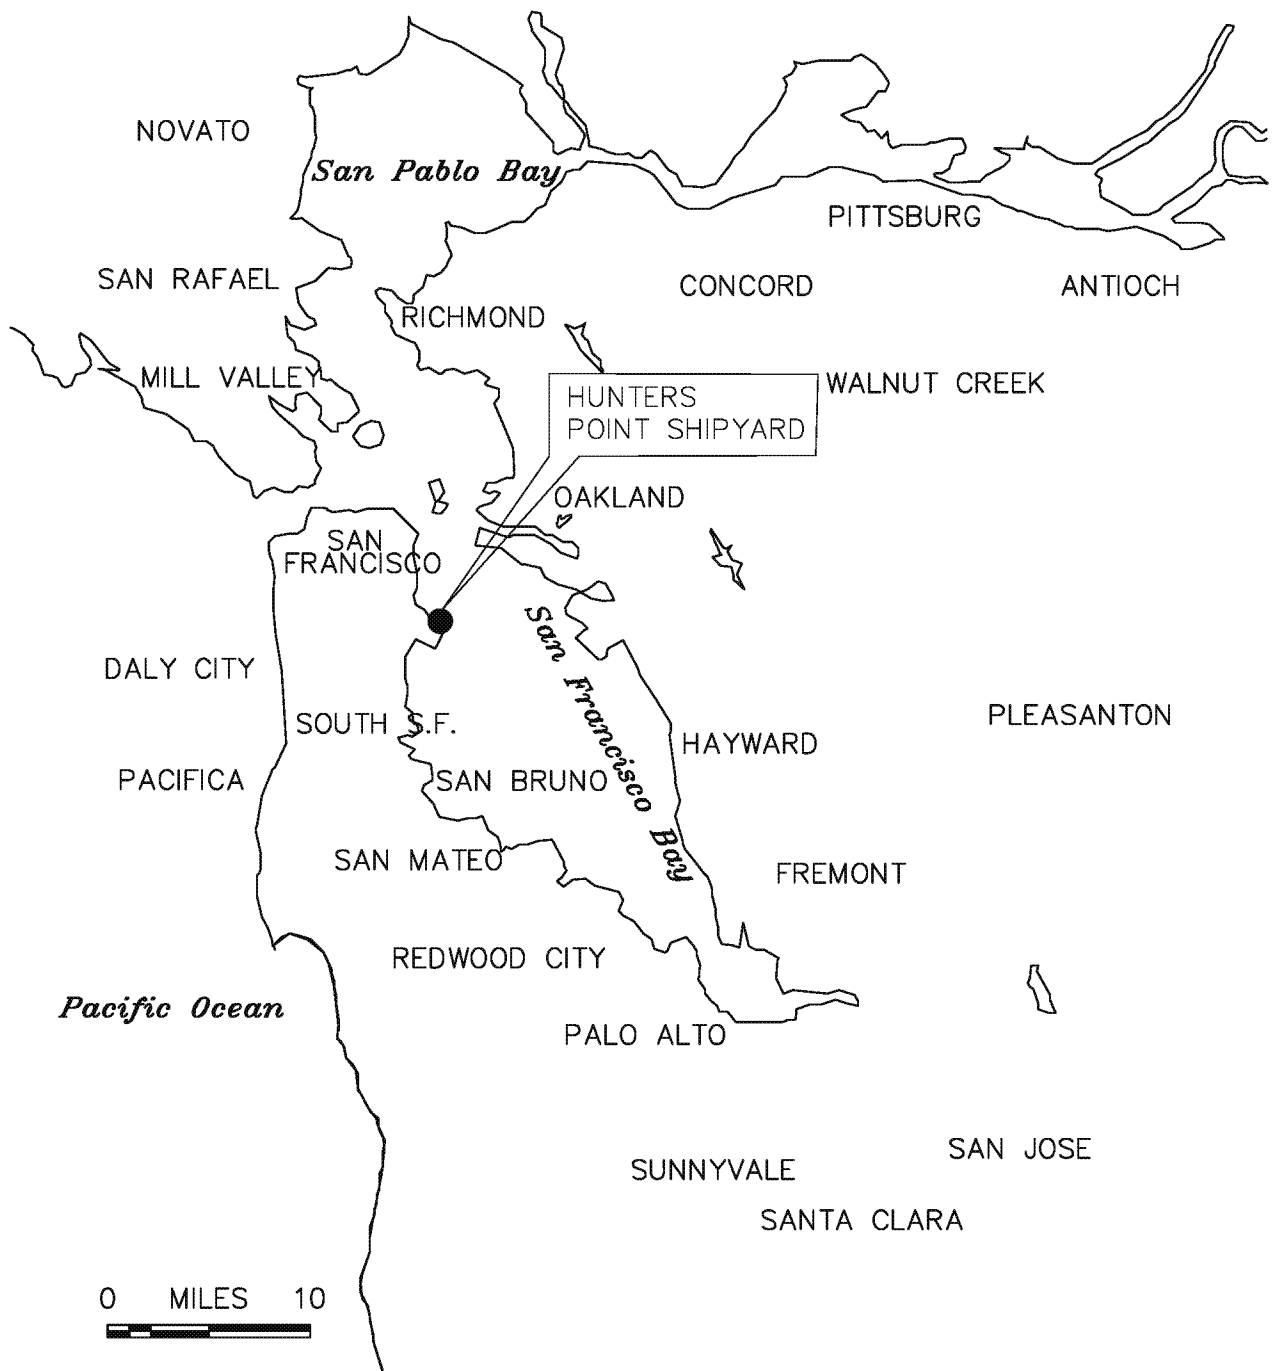 NOVATO
San Pablo Bay
PITTSBURG
SAN RAFAEL
CONCORD
ANTIOCH
RICHMOND
MILL VALLEY
WALNUT CREEK
HUNTERS
POINT SHIPYARD
OAKLAND
SAN
FRANCISCO
San Francisco Bay
DALY CITY
SOUTH S.F.
PLEASANTON
HAYWARD
PACIFICA
SAN BRUNO
SAN MATEO
FREMONT
REDWOOD CITY
Pacific Ocean
PALO ALTO
SAN JOSE
SUNNYVALE
SANTA CLARA
0 MILES 10